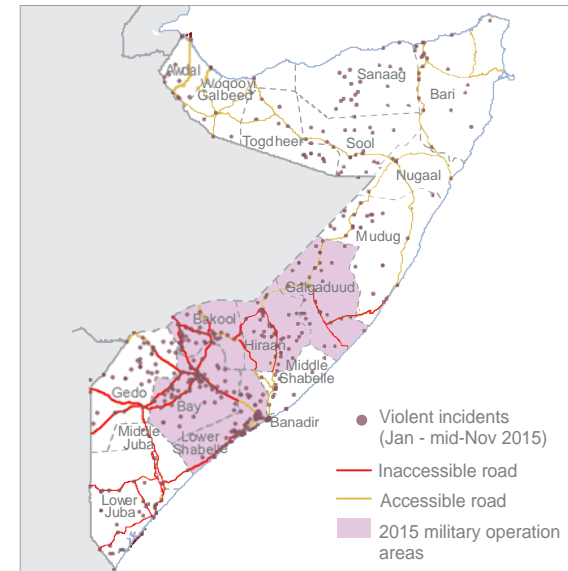 Awdal
Woqooyi
Galbeed
Sanaag
Bari
Togdheer
Sool
Nugaal
Mudug
Galgaduud
Bakool
Hiraan
Middle
Shabelle
Gedo
Bay
Banadir
Middle
Juba
Lower
Shabelle
Lower
Juba
Violent incidents
(Jan - mid-Nov 2015)
Inaccessible road
Accessible road
2015 military operation
areas